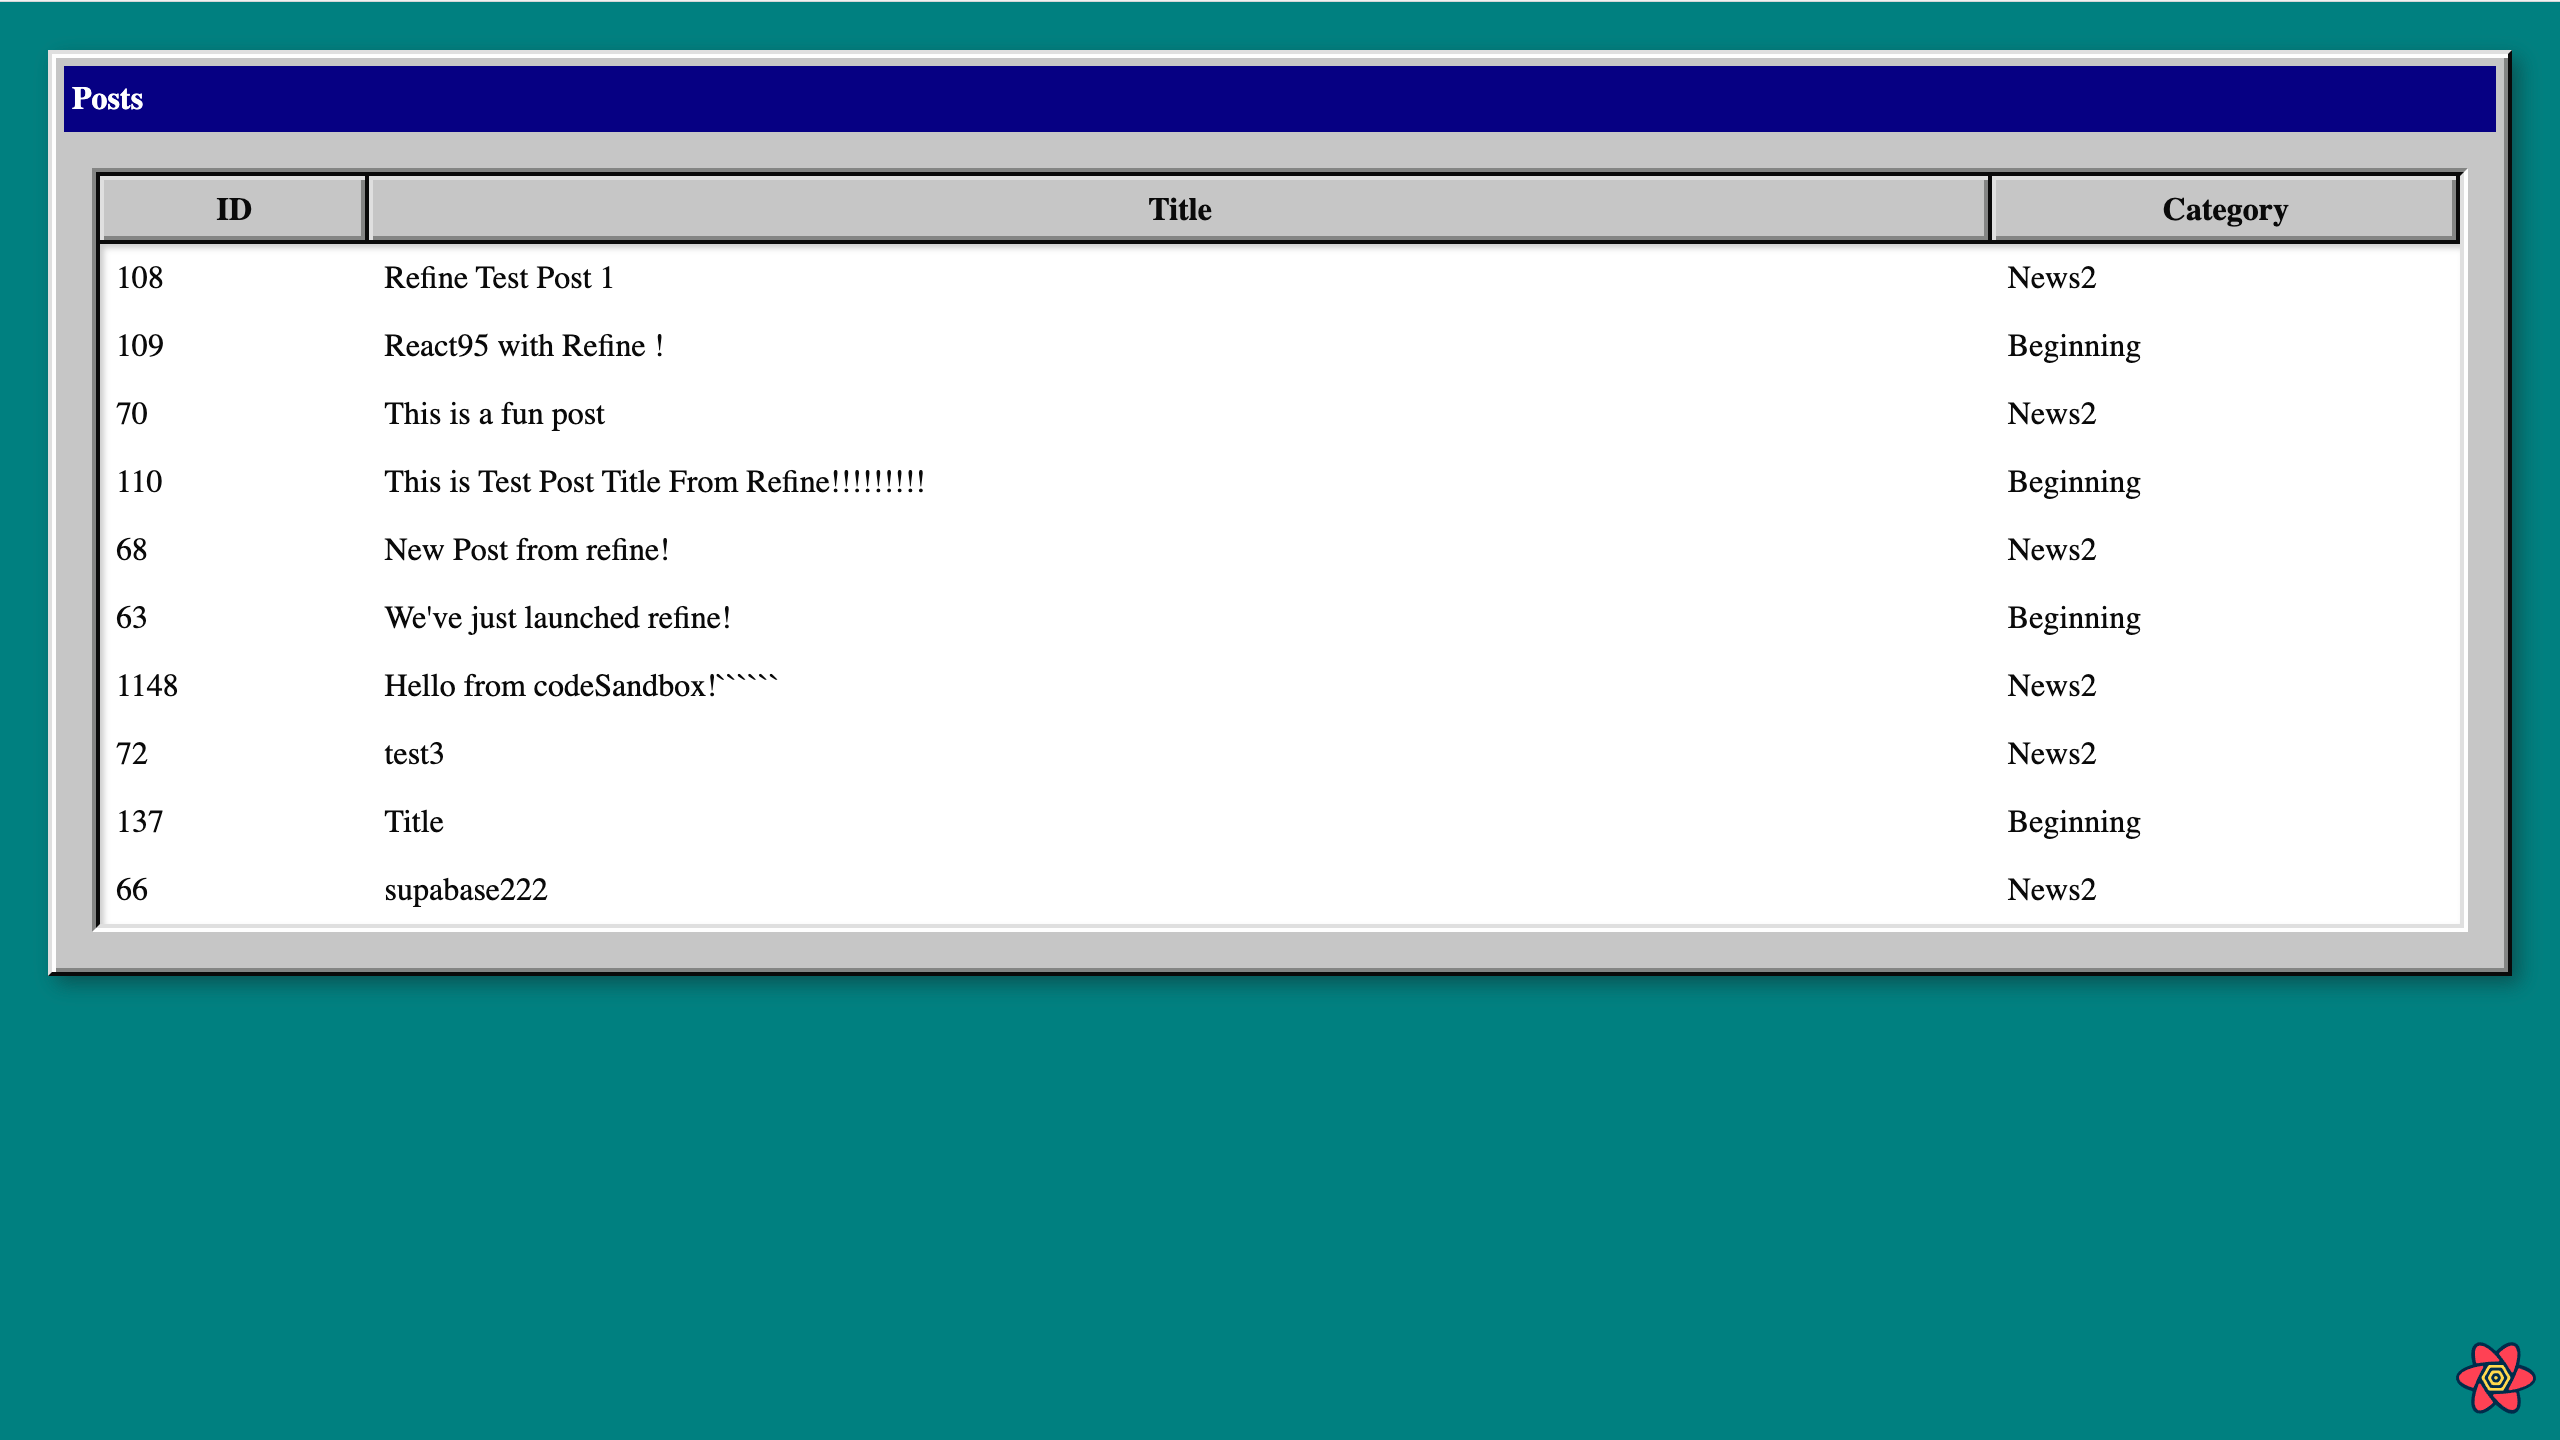 Posts
ID Title Category
108 Refine Test Post 1 News2
109 React95 with Refine ! Beginning
70 This is a fun post News2
110 This is Test Post Title From Refine!!!!!!!!! Beginning
68 New Post from refine! News2
63 We've just launched refine! Beginning
1148 Hello from codeSandbox!`````` News2
72 test3 News2
137 Title Beginning
66 supabase222 News2